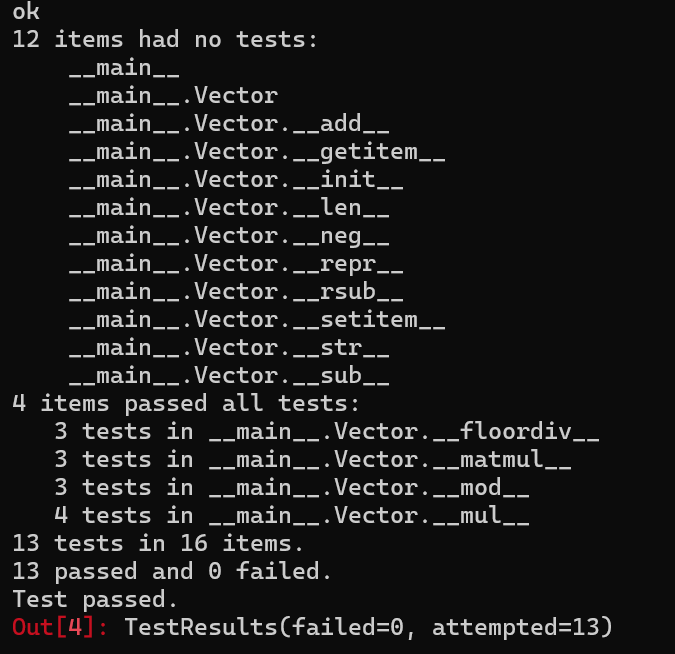 ok
12 items had no tests:
    __main__
    __main__.Vector
    __main__.Vector.__add__
    __main__.Vector.__getitem__
    __main__.Vector.__init__
    __main__.Vector.__len__
    __main__.Vector.__neg__
    __main__.Vector.__repr__
    __main__.Vector.__rsub__
    __main__.Vector.__setitem__
    __main__.Vector.__str__
    __main__.Vector.__sub__
4 items passed all tests:
   3 tests in __main__.Vector.__floordiv__
   3 tests in __main__.Vector.__matmul__
   3 tests in __main__.Vector.__mod__
   4 tests in __main__.Vector.__mul__
13 tests in 16 items.
13 passed and 0 failed.
Test passed.
Out[4]: TestResults(failed=0, attempted=13)